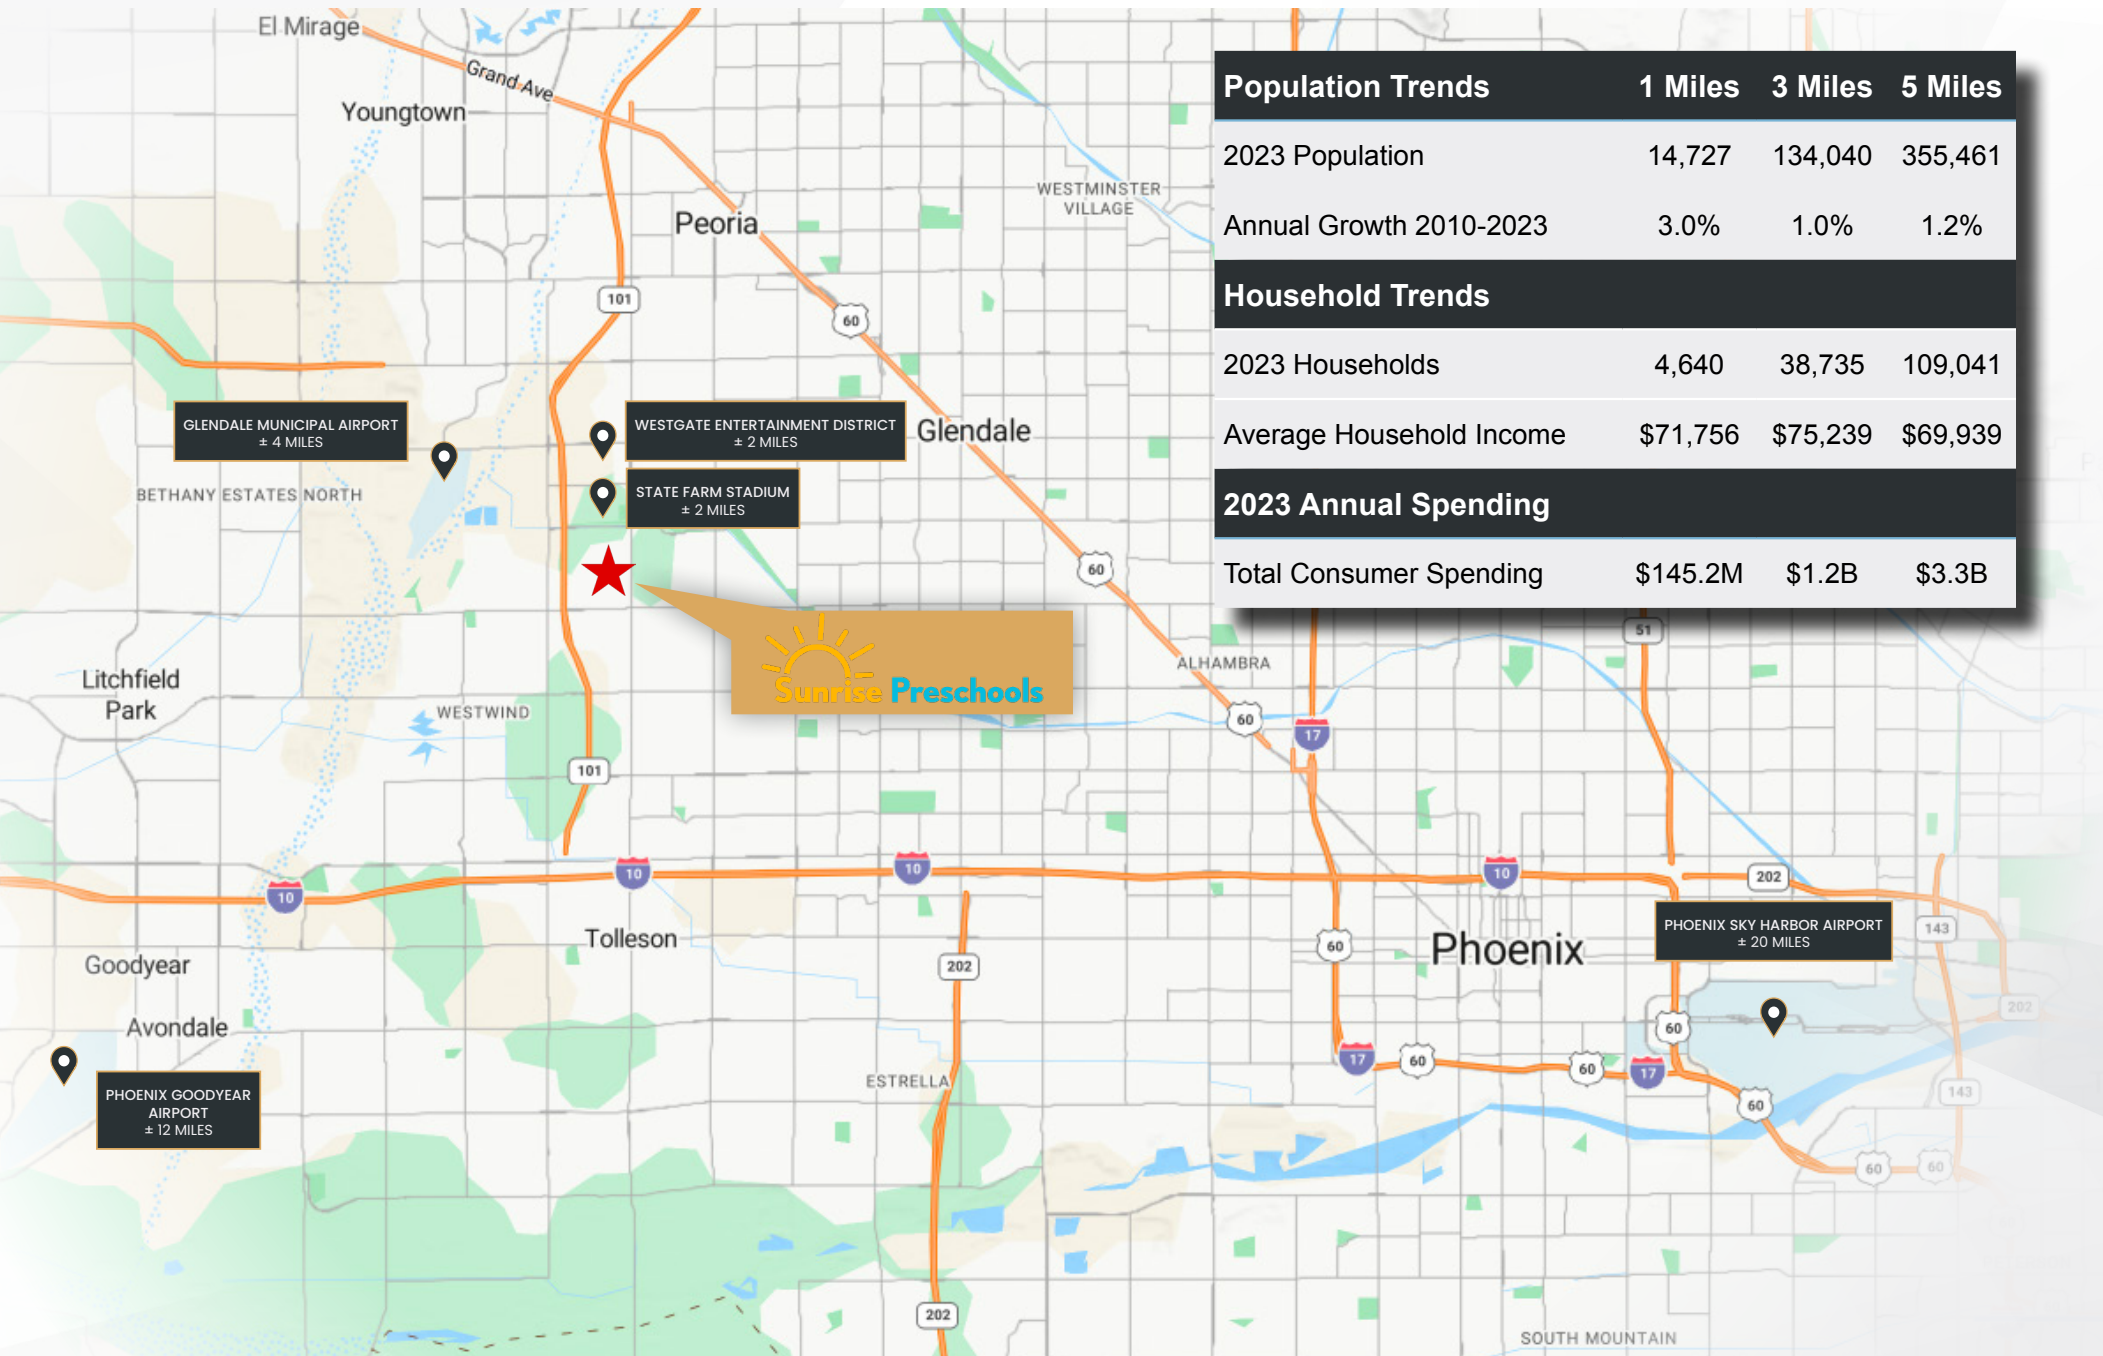 El Mirage
Grand Ave
Youngtown
Peoria
WESTMINSTER
VILLAGE
101
60
Population Trends 1 Miles 3 Miles 5 Miles
2023 Population 14,727 134,040 355,461
Annual Growth 2010-2023 3.0% 1.0% 1.2%
Household Trends
2023 Households 4,640 38,735 109,041
Average Household Income $71,756 $75,239 $69,939
2023 Annual Spending
Total Consumer Spending $145.2M $1.2B $3.3B
GLENDALE MUNICIPAL AIRPORT
± 4 MILES
WESTGATE ENTERTAINMENT DISTRICT
± 2 MILES
Glendale
STATE FARM STADIUM
± 2 MILES
BETHANY ESTATES NORTH
60
51
ALHAMBRA
Litchfield
Park
WESTWIND
Sunrise Preschools
60
17
101
10
10
10
10
202
PHOENIX SKY HARBOR AIRPORT
± 20 MILES
143
Tolleson
Phoenix
60
Goodyear
202
202
Avondale
60
17
60
60
17
ESTRELLA
143
60
PHOENIX GOODYEAR
AIRPORT
± 12 MILES
60
60
202
SOUTH MOUNTAIN